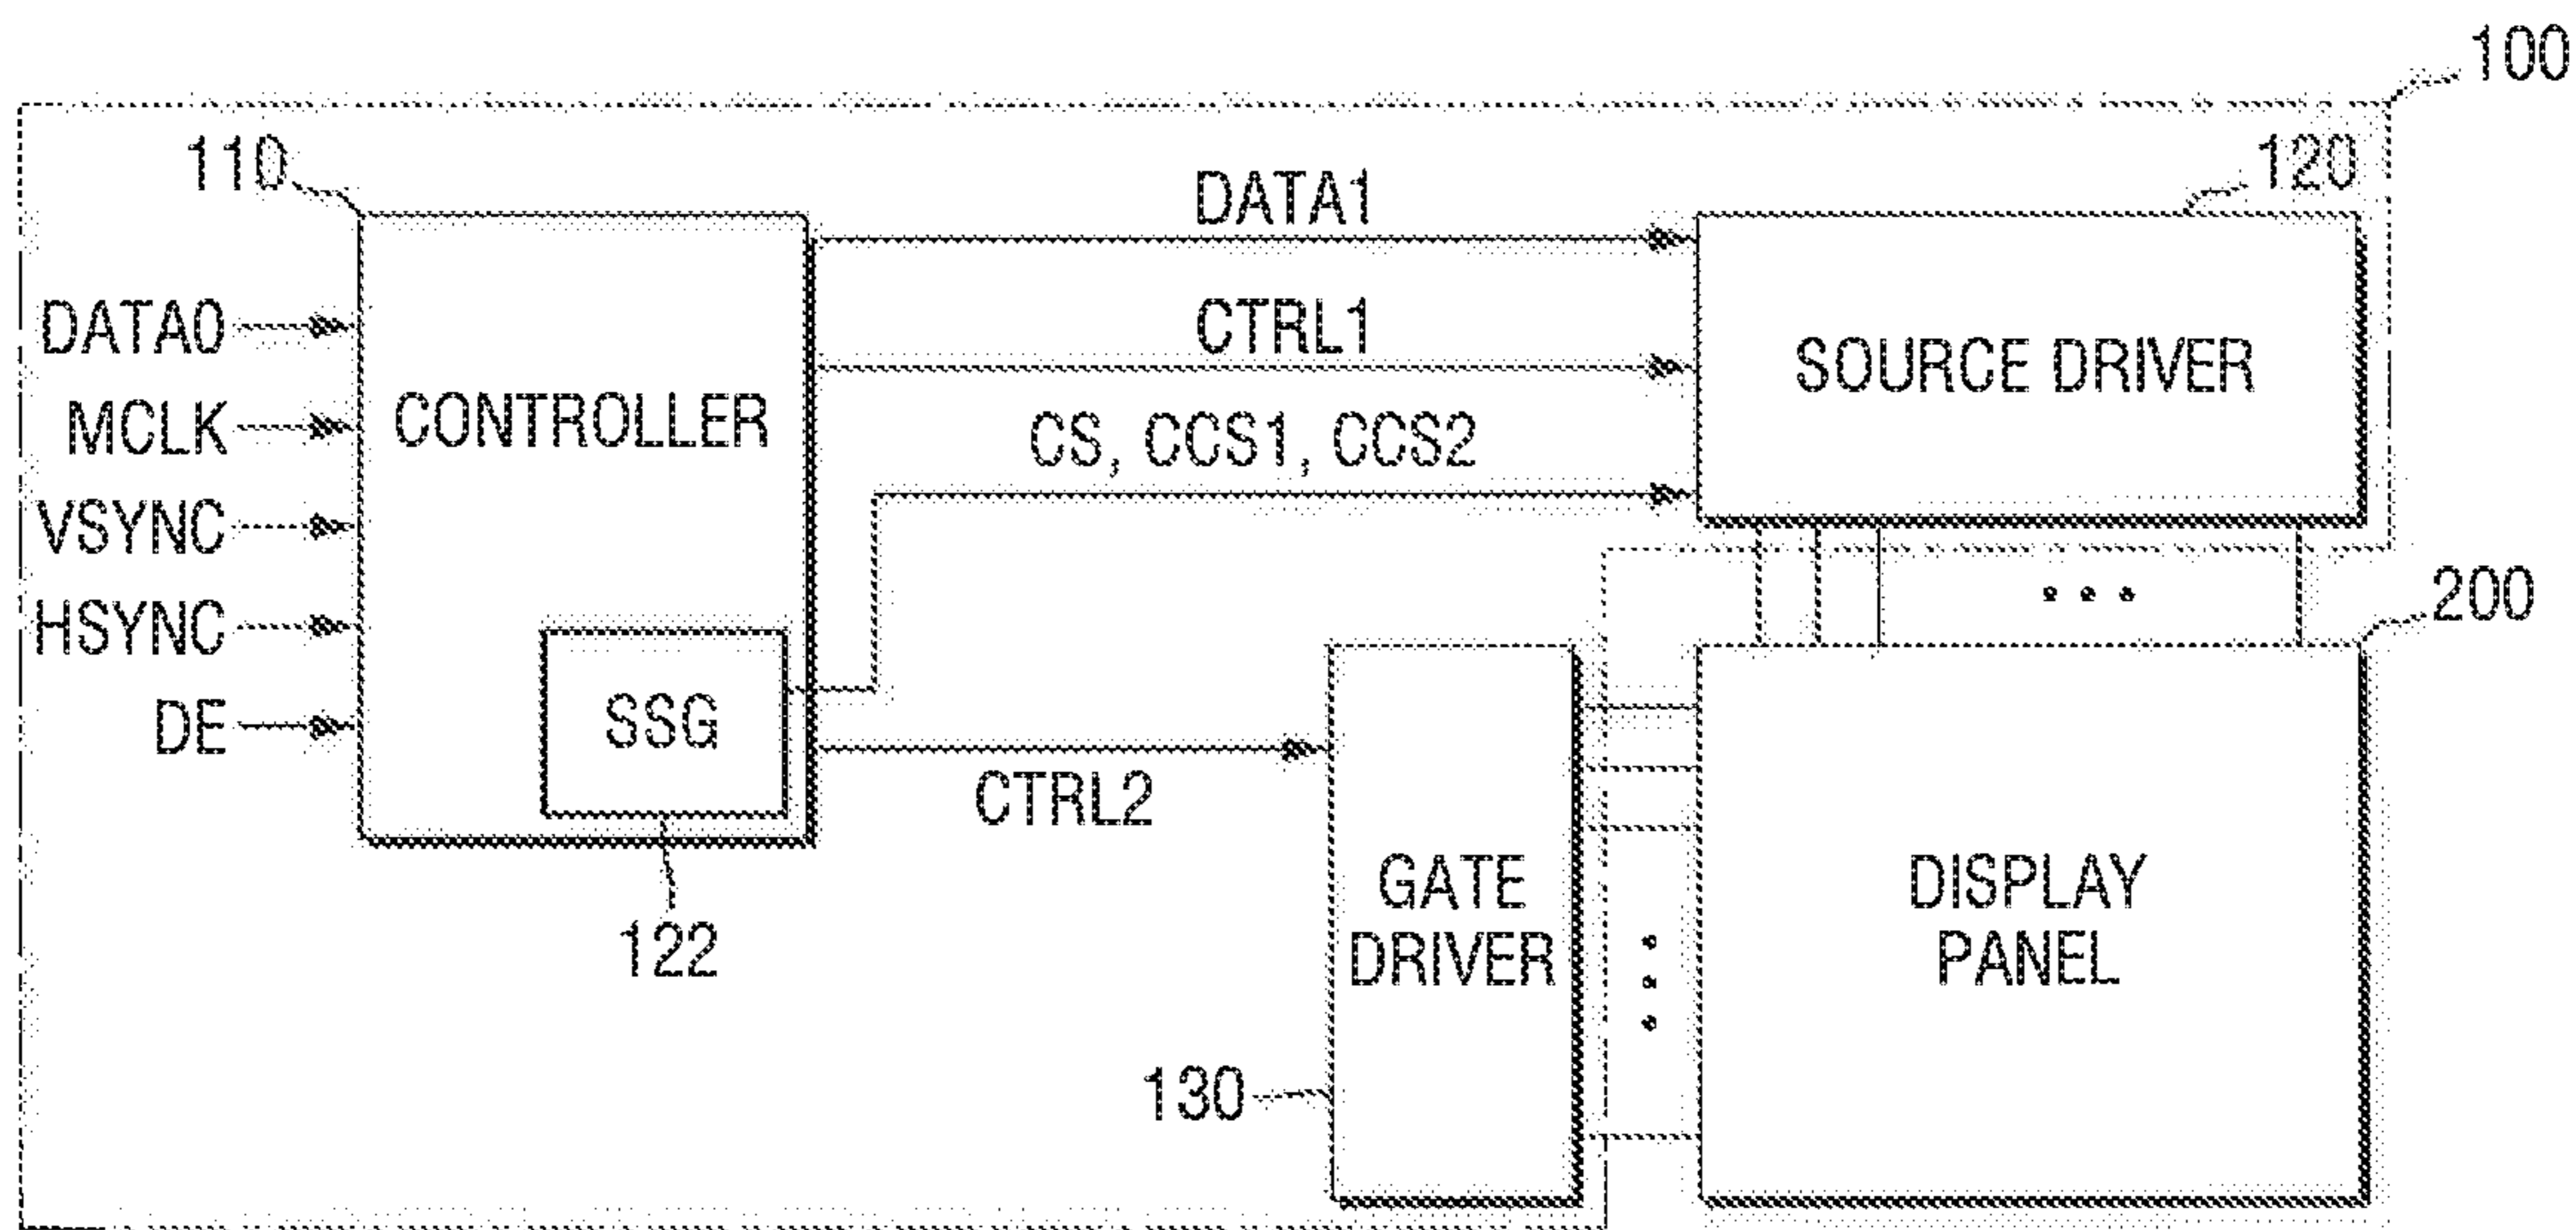 100
110
120
DATA1
DATA0
CTRL1
MCLK
CONTROLLER
SOURCE DRIVER
CS, CCS1, CCS2
VSYNC
HSYNC
200
DE
SSG
CTRL2
122
GATE
DRIVER
DISPLAY
PANEL
130